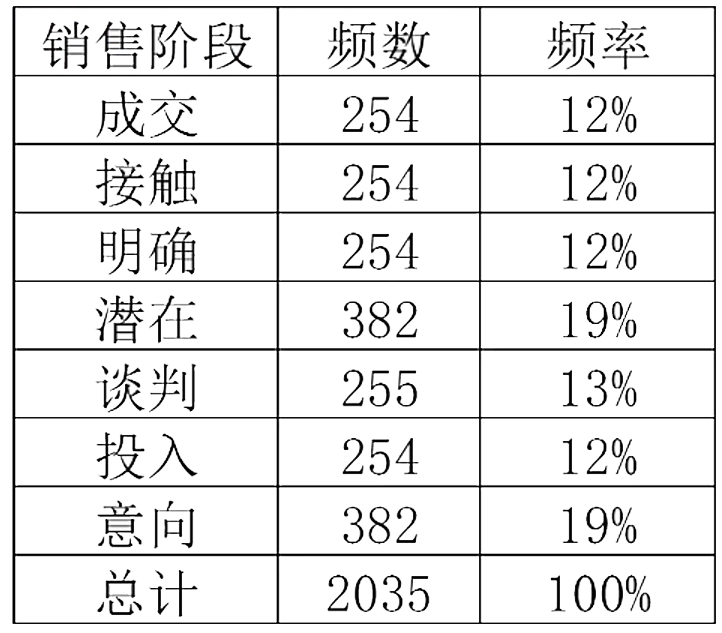 销售阶段 频数 频率
成交 254 12%
接触 254 12%
明确 254 12%
潜在 382 19%
谈判 255 13%
投入 254 12%
意向 382 19%
总计 2035 100%